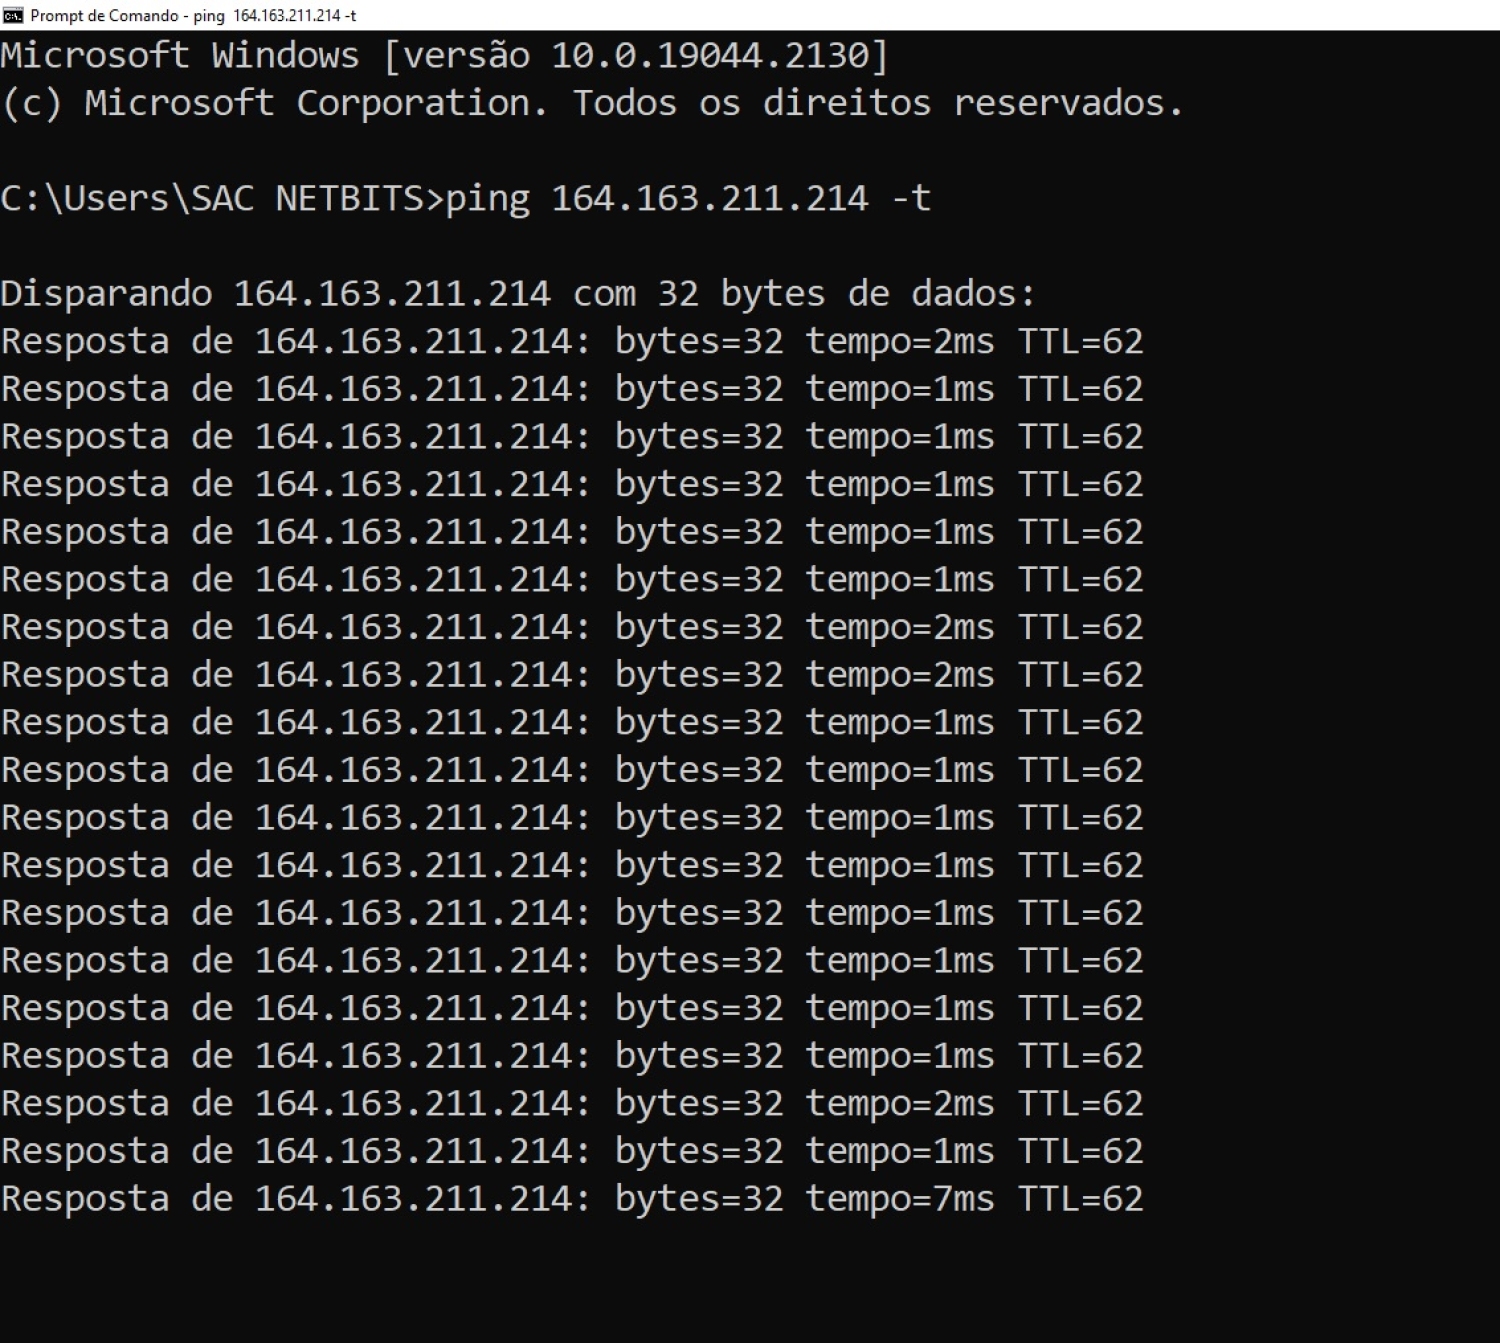 Prompt de Comando - ping 164.163.211.214 -t
Microsoft Windows [versão 10.0.19044.2130]
(c) Microsoft Corporation. Todos os direitos reservados.
C:\Users\SAC NETBITS>ping 164.163.211.214 -t
Disparando 164.163.211.214 com 32 bytes de dados:
Resposta de 164.163.211.214: bytes=32 tempo=2ms TTL=62
Resposta de 164.163.211.214: bytes=32 tempo=1ms TTL=62
Resposta de 164.163.211.214: bytes=32 tempo=1ms TTL=62
Resposta de 164.163.211.214: bytes=32 tempo=1ms TTL=62
Resposta de 164.163.211.214: bytes=32 tempo=1ms TTL=62
Resposta de 164.163.211.214: bytes=32 tempo=1ms TTL=62
Resposta de 164.163.211.214: bytes=32 tempo=2ms TTL=62
Resposta de 164.163.211.214: bytes=32 tempo=2ms TTL=62
Resposta de 164.163.211.214: bytes=32 tempo=1ms TTL=62
Resposta de 164.163.211.214: bytes=32 tempo=1ms TTL=62
Resposta de 164.163.211.214: bytes=32 tempo=1ms TTL=62
Resposta de 164.163.211.214: bytes=32 tempo=1ms TTL=62
Resposta de 164.163.211.214: bytes=32 tempo=1ms TTL=62
Resposta de 164.163.211.214: bytes=32 tempo=1ms TTL=62
Resposta de 164.163.211.214: bytes=32 tempo=1ms TTL=62
Resposta de 164.163.211.214: bytes=32 tempo=1ms TTL=62
Resposta de 164.163.211.214: bytes=32 tempo=2ms TTL=62
Resposta de 164.163.211.214: bytes=32 tempo=1ms TTL=62
Resposta de 164.163.211.214: bytes=32 tempo=7ms TTL=62